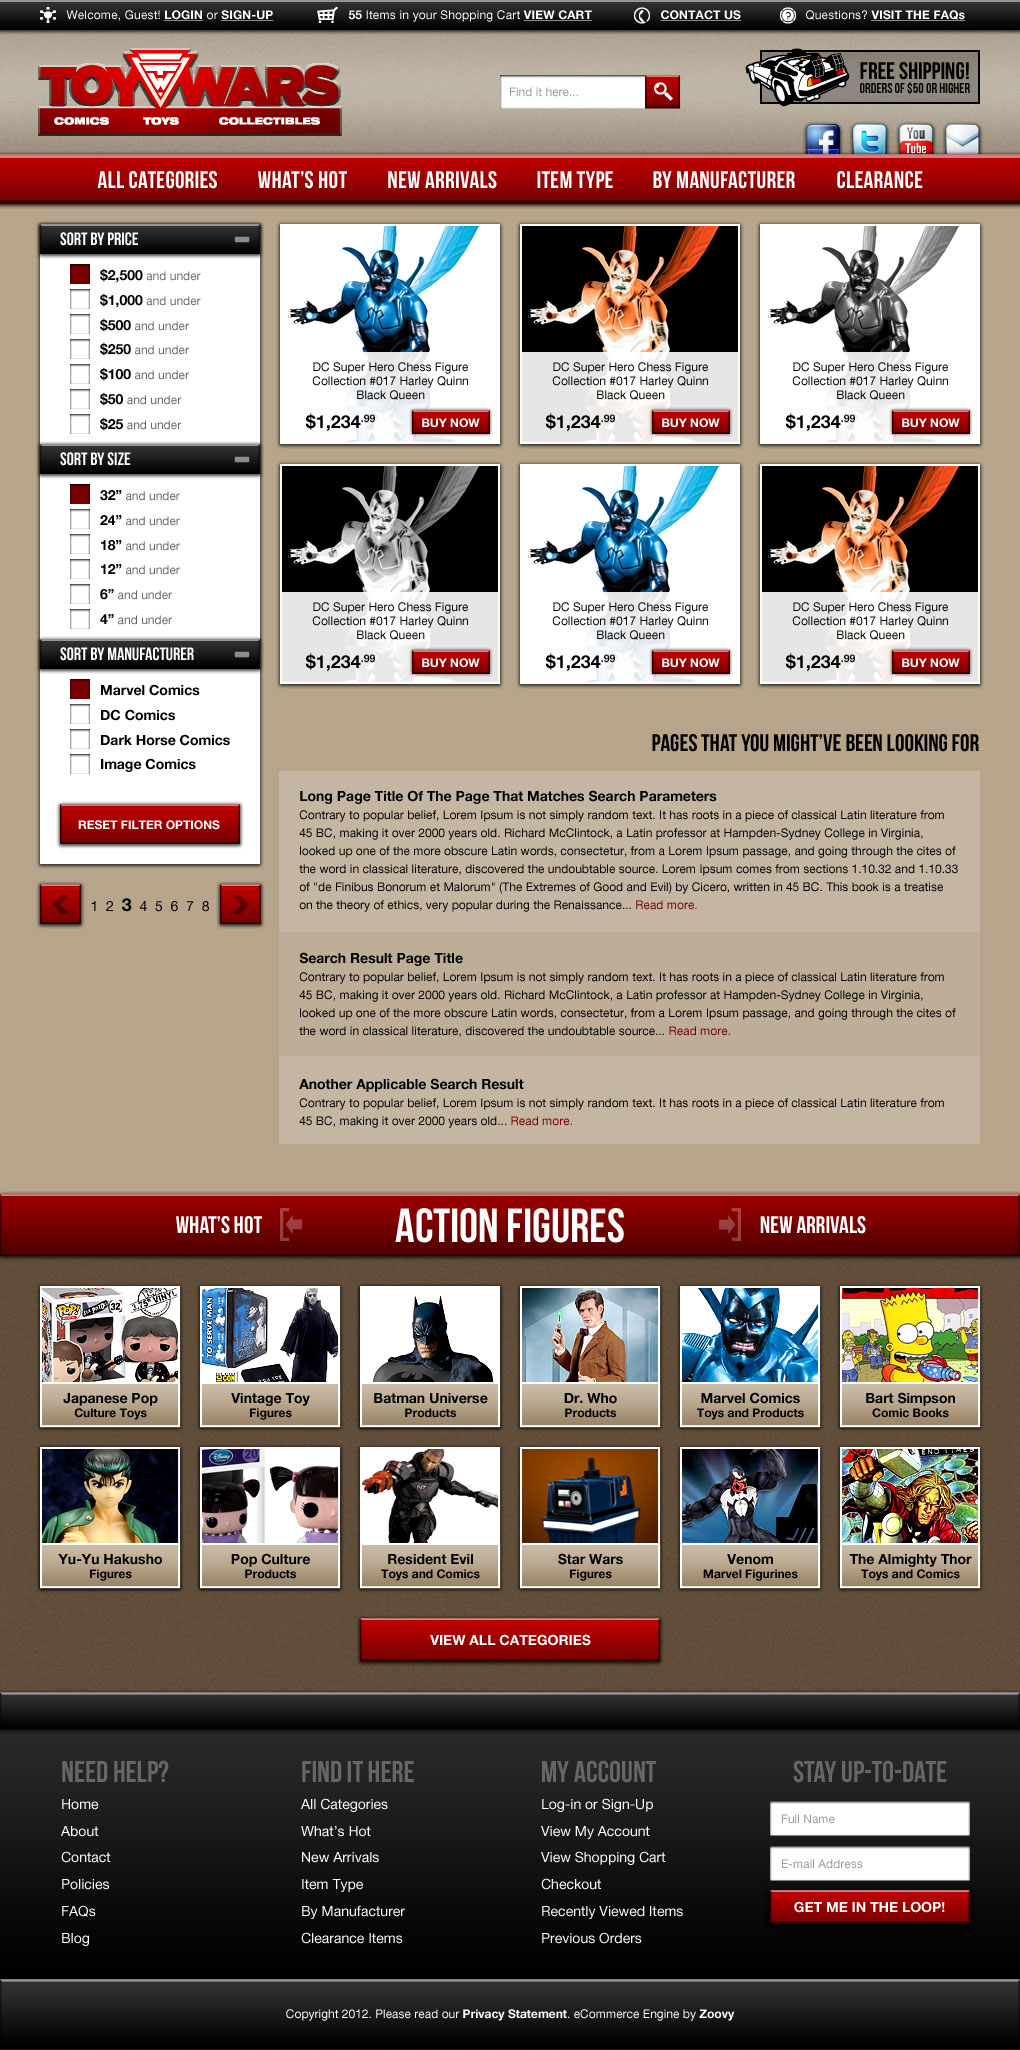 Welcome, Guest! LOGIN or SIGN-UP
55 Items in your Shopping Cart VIEW CART
CONTACT US
Questions? VISIT THE FAQs
TOY WARS
COMICS TOYS COLLECTIBLES
Find it here...
FREE SHIPPING!
ORDERS OF $50 OR HIGHER
f
t
You
Tube
ALL CATEGORIES
WHAT'S HOT
NEW ARRIVALS
ITEM TYPE
BY MANUFACTURER
CLEARANCE
SORT BY PRICE
$2,500 and under
$1,000 and under
$500 and under
$250 and under
$100 and under
$50 and under
$25 and under
SORT BY SIZE
32” and under
24” and under
18” and under
12” and under
6” and under
4” and under
SORT BY MANUFACTURER
Marvel Comics
DC Comics
Dark Horse Comics
Image Comics
RESET FILTER OPTIONS
1 2 3 4 5 6 7 8
DC Super Hero Chess Figure
Collection #017 Harley Quinn
Black Queen
$1,234.99
BUY NOW
DC Super Hero Chess Figure
Collection #017 Harley Quinn
Black Queen
$1,234.99
BUY NOW
DC Super Hero Chess Figure
Collection #017 Harley Quinn
Black Queen
$1,234.99
BUY NOW
DC Super Hero Chess Figure
Collection #017 Harley Quinn
Black Queen
$1,234.99
BUY NOW
DC Super Hero Chess Figure
Collection #017 Harley Quinn
Black Queen
$1,234.99
BUY NOW
DC Super Hero Chess Figure
Collection #017 Harley Quinn
Black Queen
$1,234.99
BUY NOW
PAGES THAT YOU MIGHT'VE BEEN LOOKING FOR
Long Page Title Of The Page That Matches Search Parameters
Contrary to popular belief, Lorem Ipsum is not simply random text. It has roots in a piece of classical Latin literature from
45 BC, making it over 2000 years old. Richard McClintock, a Latin professor at Hampden-Sydney College in Virginia,
looked up one of the more obscure Latin words, consectetur, from a Lorem Ipsum passage, and going through the cites of
the word in classical literature, discovered the undoubtable source. Lorem Ipsum comes from sections 1.10.32 and 1.10.33
of "de Finibus Bonorum et Malorum" (The Extremes of Good and Evil) by Cicero, written in 45 BC. This book is a treatise
on the theory of ethics, very popular during the Renaissance... Read more.
Search Result Page Title
Contrary to popular belief, Lorem Ipsum is not simply random text. It has roots in a piece of classical Latin literature from
45 BC, making it over 2000 years old. Richard McClintock, a Latin professor at Hampden-Sydney College in Virginia,
looked up one of the more obscure Latin words, consectetur, from a Lorem Ipsum passage, and going through the cites of
the word in classical literature, discovered the undoubtable source... Read more.
Another Applicable Search Result
Contrary to popular belief, Lorem Ipsum is not simply random text. It has roots in a piece of classical Latin literature from
45 BC, making it over 2000 years old... Read more.
WHAT'S HOT
ACTION FIGURES
NEW ARRIVALS
POP!
32
VINYL
TO SERVE MAN
Japanese Pop
Culture Toys
Vintage Toy
Figures
Batman Universe
Products
Dr. Who
Products
Marvel Comics
Toys and Products
Bart Simpson
Comic Books
Disney
20
Yu-Yu Hakusho
Figures
Pop Culture
Products
Resident Evil
Toys and Comics
Star Wars
Figures
Venom
Marvel Figurines
The Almighty Thor
Toys and Comics
VIEW ALL CATEGORIES
NEED HELP?
Home
About
Contact
Policies
FAQs
Blog
FIND IT HERE
All Categories
What's Hot
New Arrivals
Item Type
By Manufacturer
Clearance Items
MY ACCOUNT
Log-in or Sign-Up
View My Account
View Shopping Cart
Checkout
Recently Viewed Items
Previous Orders
STAY UP-TO-DATE
Full Name
E-mail Address
GET ME IN THE LOOP!
Copyright 2012. Please read our Privacy Statement. eCommerce Engine by Zoovy